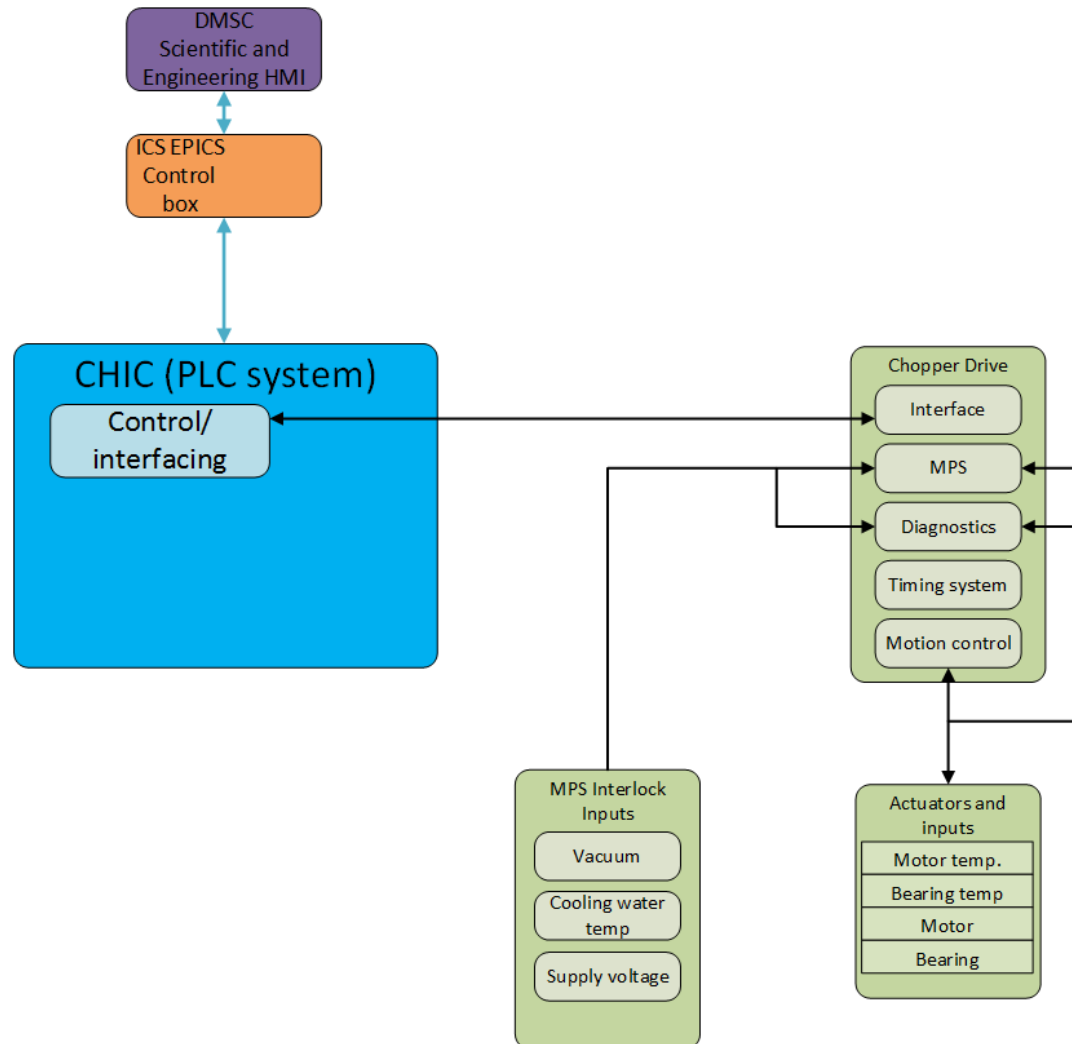 DMSC
Scientific and
Engineering HMI
ICS EPICS
Control
box
CHIC (PLC system)
Control/
interfacing
Chopper Drive
Interface
MPS
Diagnostics
Timing system
Motion control
MPS Interlock
Inputs
Vacuum
Cooling water
temp
Supply voltage
Actuators and
inputs
Motor temp.
Bearing temp
Motor
Bearing